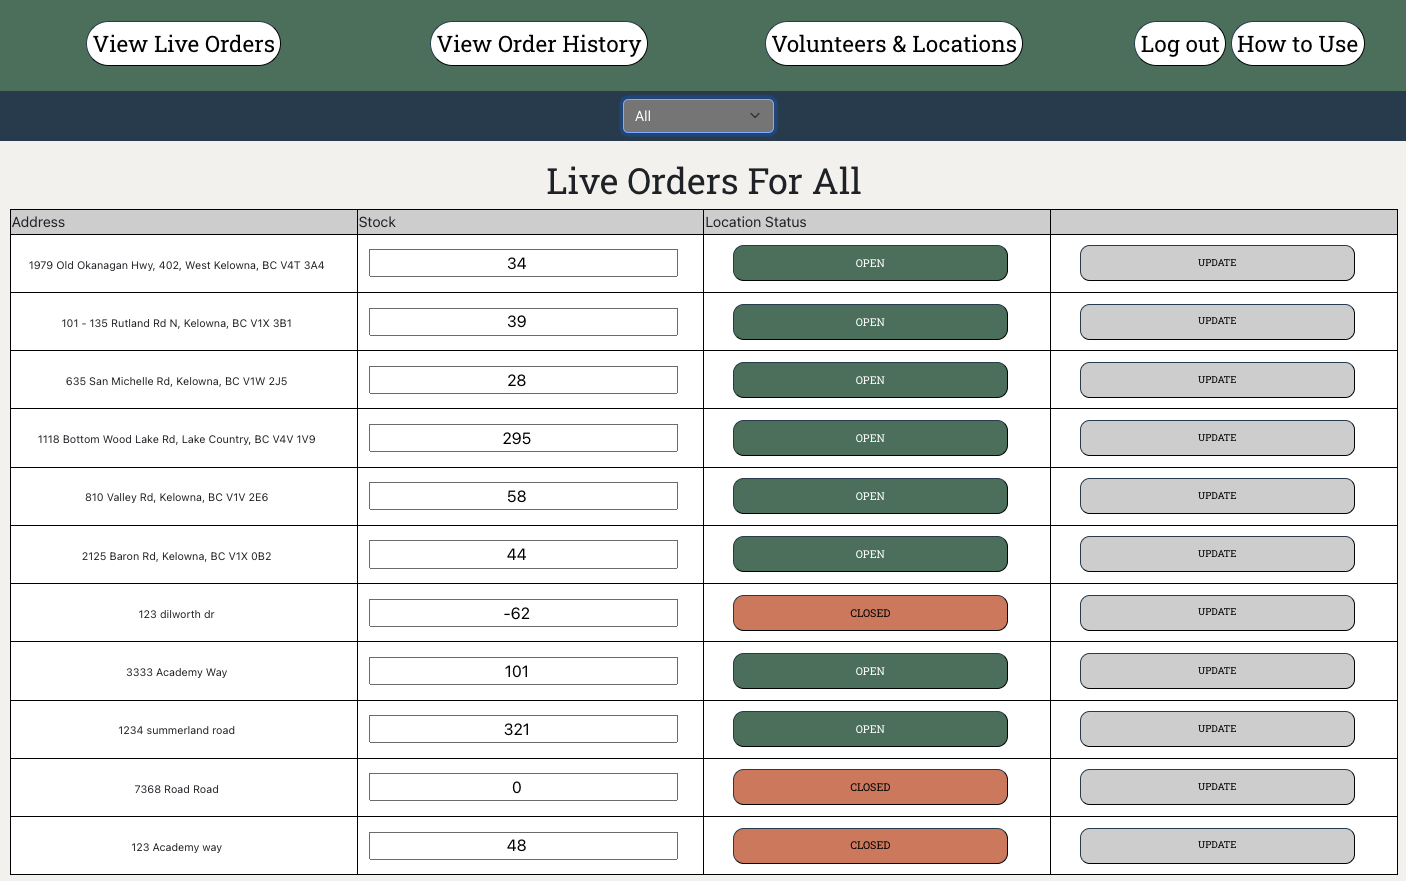 View Live Orders View Order History Volunteers & Locations Log out How to Use
All
Live Orders For All
Address Stock Location Status
1979 Old Okanagan Hwy, 402, West Kelowna, BC V4T 3A4 34 OPEN UPDATE
101 - 135 Rutland Rd N, Kelowna, BC V1X 3B1 39 OPEN UPDATE
635 San Michelle Rd, Kelowna, BC V1W 2J5 28 OPEN UPDATE
1118 Bottom Wood Lake Rd, Lake Country, BC V4V 1V9 295 OPEN UPDATE
810 Valley Rd, Kelowna, BC V1V 2E6 58 OPEN UPDATE
2125 Baron Rd, Kelowna, BC V1X 0B2 44 OPEN UPDATE
123 dilworth dr -62 CLOSED UPDATE
3333 Academy Way 101 OPEN UPDATE
1234 summerland road 321 OPEN UPDATE
7368 Road Road 0 CLOSED UPDATE
123 Academy way 48 CLOSED UPDATE